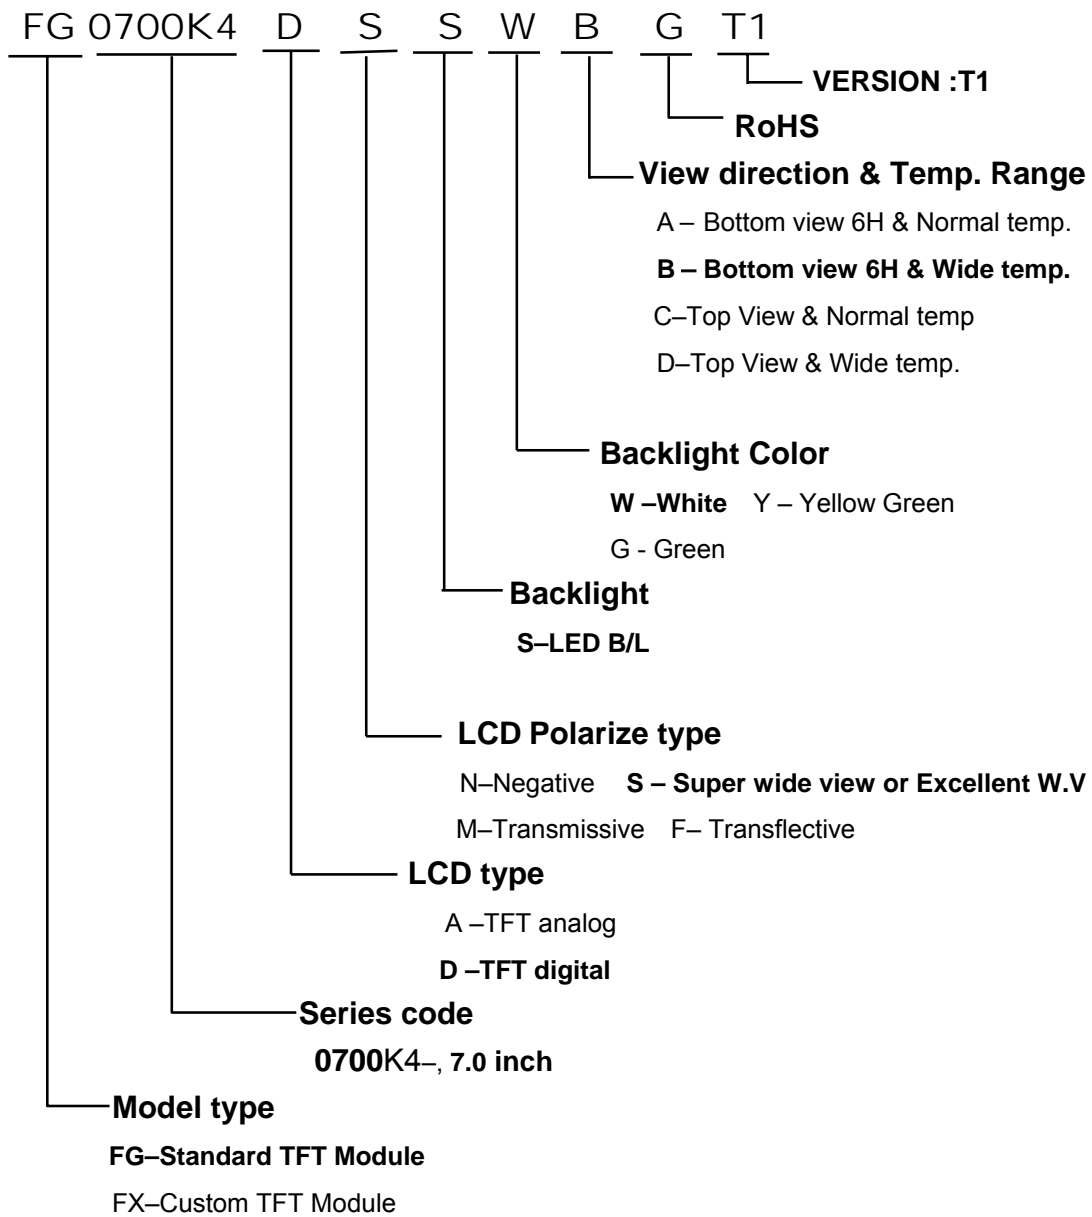 FG 0700K4 D S S W B G T1
VERSION :T1
RoHS
View direction & Temp. Range
A – Bottom view 6H & Normal temp.
B – Bottom view 6H & Wide temp.
C–Top View & Normal temp
D–Top View & Wide temp.
Backlight Color
W –White Y – Yellow Green
G - Green
Backlight
S–LED B/L
LCD Polarize type
N–Negative S – Super wide view or Excellent W.V
M–Transmissive F– Transflective
LCD type
A –TFT analog
D –TFT digital
Series code
0700K4–, 7.0 inch
Model type
FG–Standard TFT Module
FX–Custom TFT Module